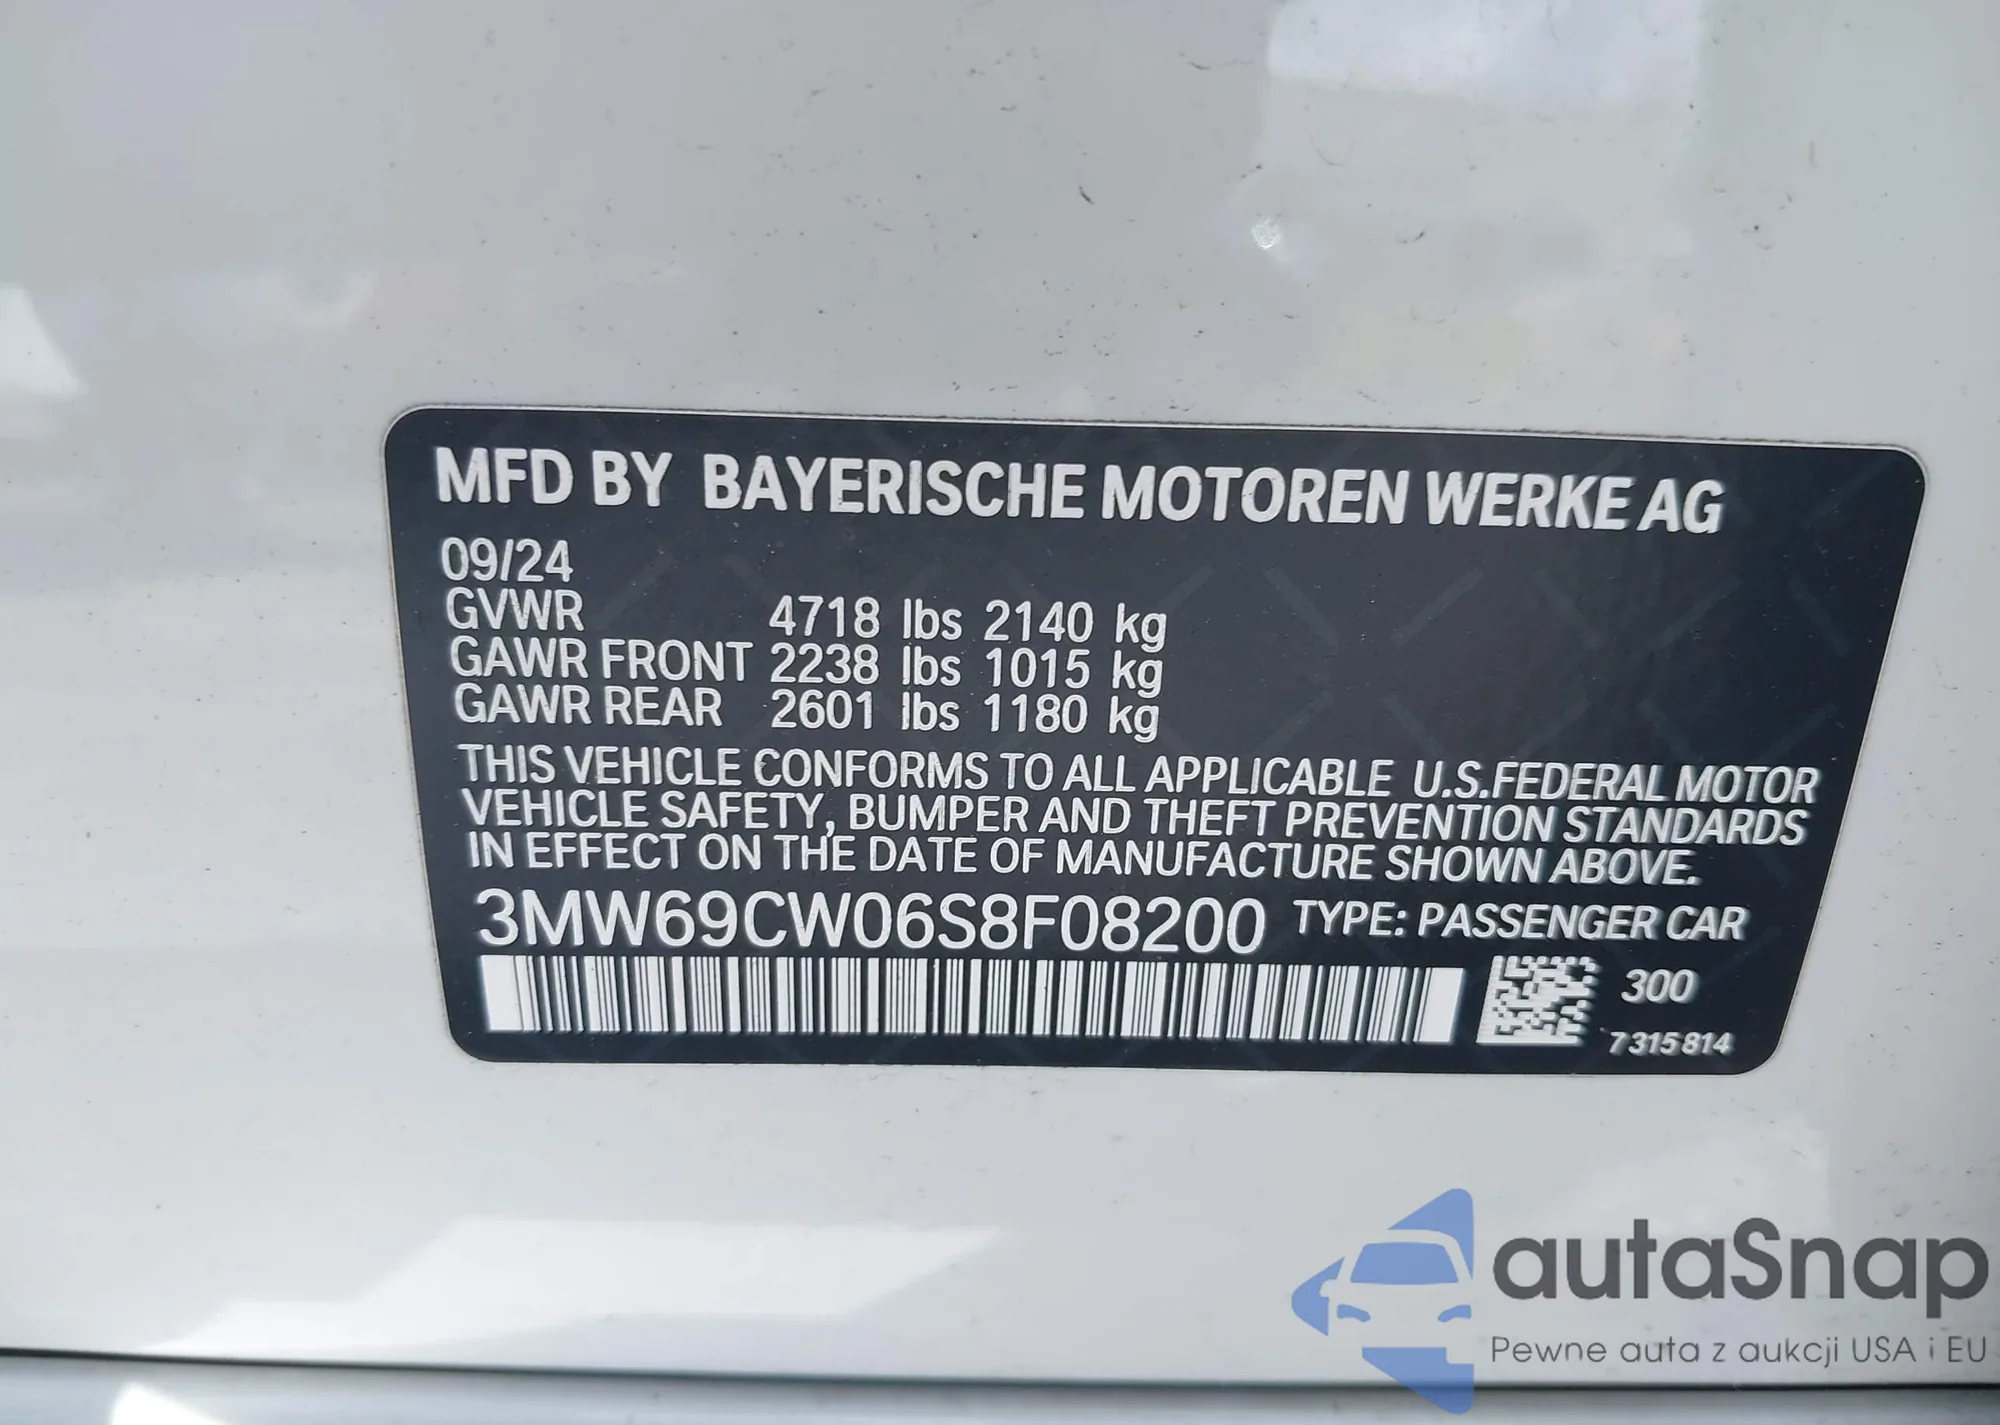 MFD BY BAYERISCHE MOTOREN WERKE AG
09/24
GVWR 4718 lbs 2140 kg
GAWR FRONT 2238 lbs 1015 kg
GAWR REAR 2601 lbs 1180 kg
THIS VEHICLE CONFORMS TO ALL APPLICABLE U.S.FEDERAL MOTOR
VEHICLE SAFETY, BUMPER AND THEFT PREVENTION STANDARDS
IN EFFECT ON THE DATE OF MANUFACTURE SHOWN ABOVE.
3MW69CW06S8F08200 TYPE: PASSENGER CAR
300
7 315 814
autaSnap
Pewne auta z aukcji USA i EU